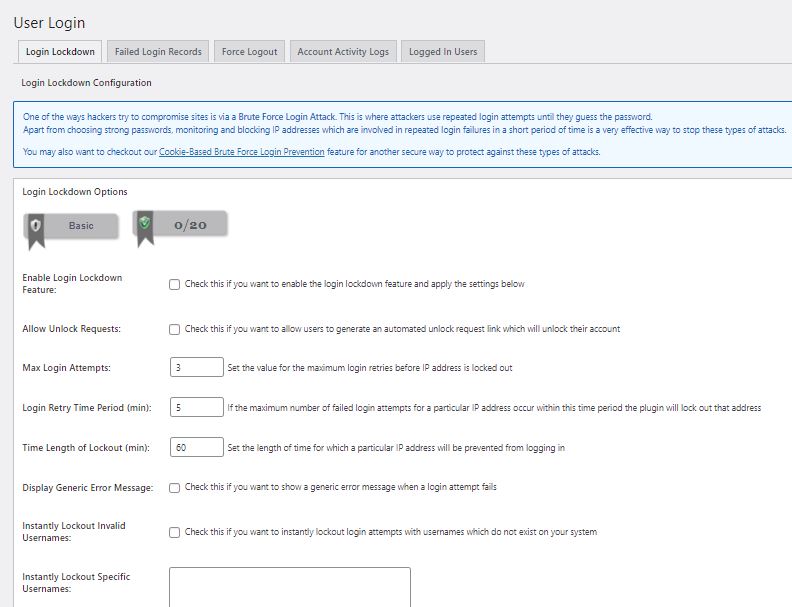 User Login
Login Lockdown
Failed Login Records
Force Logout
Account Activity Logs
Logged In Users
Login Lockdown Configuration
One of the ways hackers try to compromise sites is via a Brute Force Login Attack. This is where attackers use repeated login attempts until they guess the password.
Apart from choosing strong passwords, monitoring and blocking IP addresses which are involved in repeated login failures in a short period of time is a very effective way to stop these types of attacks.
You may also want to checkout our Cookie-Based Brute Force Login Prevention feature for another secure way to protect against these types of attacks.
Login Lockdown Options
Basic
0/20
Enable Login Lockdown
Feature:
Check this if you want to enable the login lockdown feature and apply the settings below
Allow Unlock Requests:
Check this if you want to allow users to generate an automated unlock request link which will unlock their account
Max Login Attempts:
3
Set the value for the maximum login retries before IP address is locked out
Login Retry Time Period (min):
5
If the maximum number of failed login attempts for a particular IP address occur within this time period the plugin will lock out that address
Time Length of Lockout (min):
60
Set the length of time for which a particular IP address will be prevented from logging in
Display Generic Error Message:
Check this if you want to show a generic error message when a login attempt fails
Instantly Lockout Invalid
Usernames:
Check this if you want to instantly lockout login attempts with usernames which do not exist on your system
Instantly Lockout Specific
Usernames: